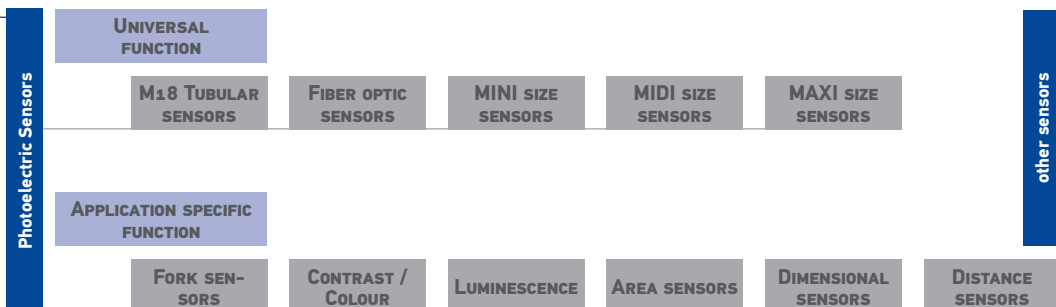 Photoelectric Sensors
UNIVERSAL
FUNCTION
M18 TUBULAR
SENSORS
FIBER OPTIC
SENSORS
MINI SIZE
SENSORS
MIDI SIZE
SENSORS
MAXI SIZE
SENSORS
APPLICATION SPECIFIC
FUNCTION
FORK SEN-
SORS
CONTRAST /
COLOUR
LUMINESCENCE
AREA SENSORS
DIMENSIONAL
SENSORS
DISTANCE
SENSORS
other sensors